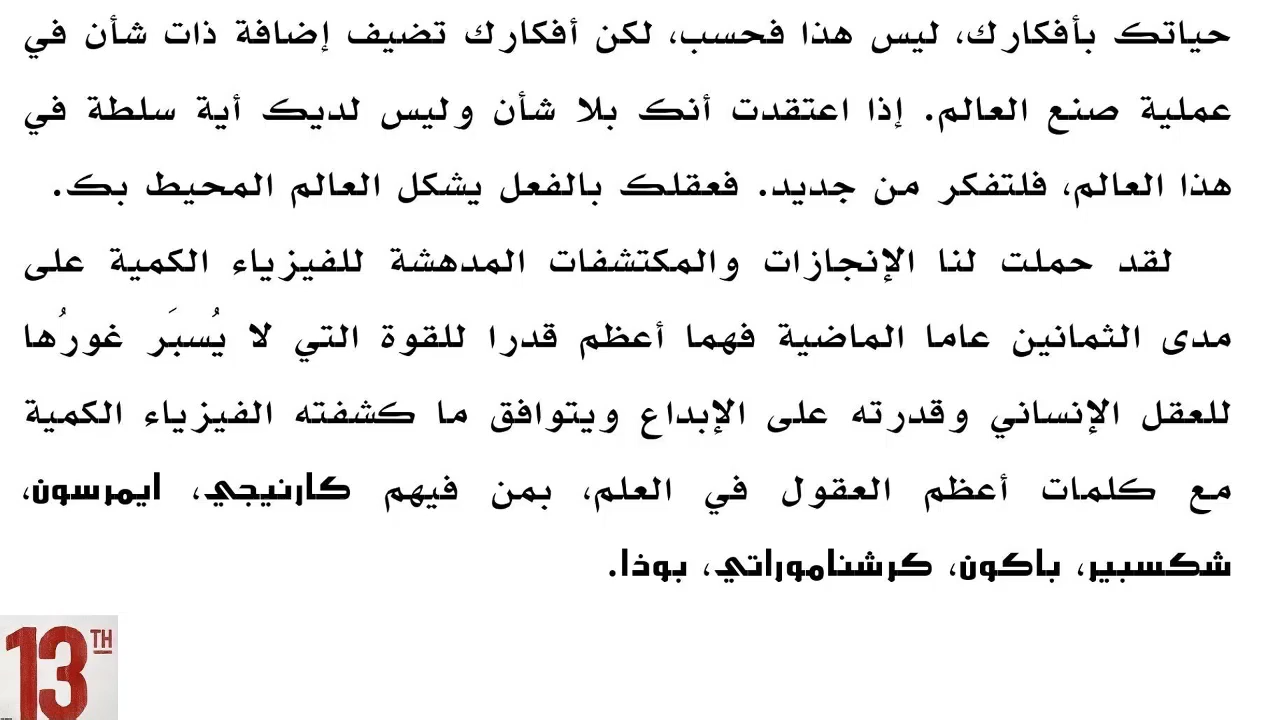 حياتك بأفكارك، ليس هذا فحسب، لكن أفكارك تضيف إضافة ذات شأن في
عملية صنع العالم. إذا اعتقدت أنك بلا شأن وليس لديك أية سلطة في
هذا العالم، فلتفكر من جديد. فعقلك بالفعل يشكل العالم المحيط بك.
لقد حملت لنا الإنجازات والمكتشفات المدهشة للفيزياء الكمية على
مدى الثمانين عاما الماضية فهما أعظم قدرا للقوة التي لا يُسبَر غورُها
للعقل الإنساني وقدرته على الإبداع ويتوافق ما كشفته الفيزياء الكمية
مع كلمات أعظم العقول في العلم، بمن فيهم كارنيجي، ايمرسون،
شكسبير، باكون، كرشناموراتي، بوذا.
13TH